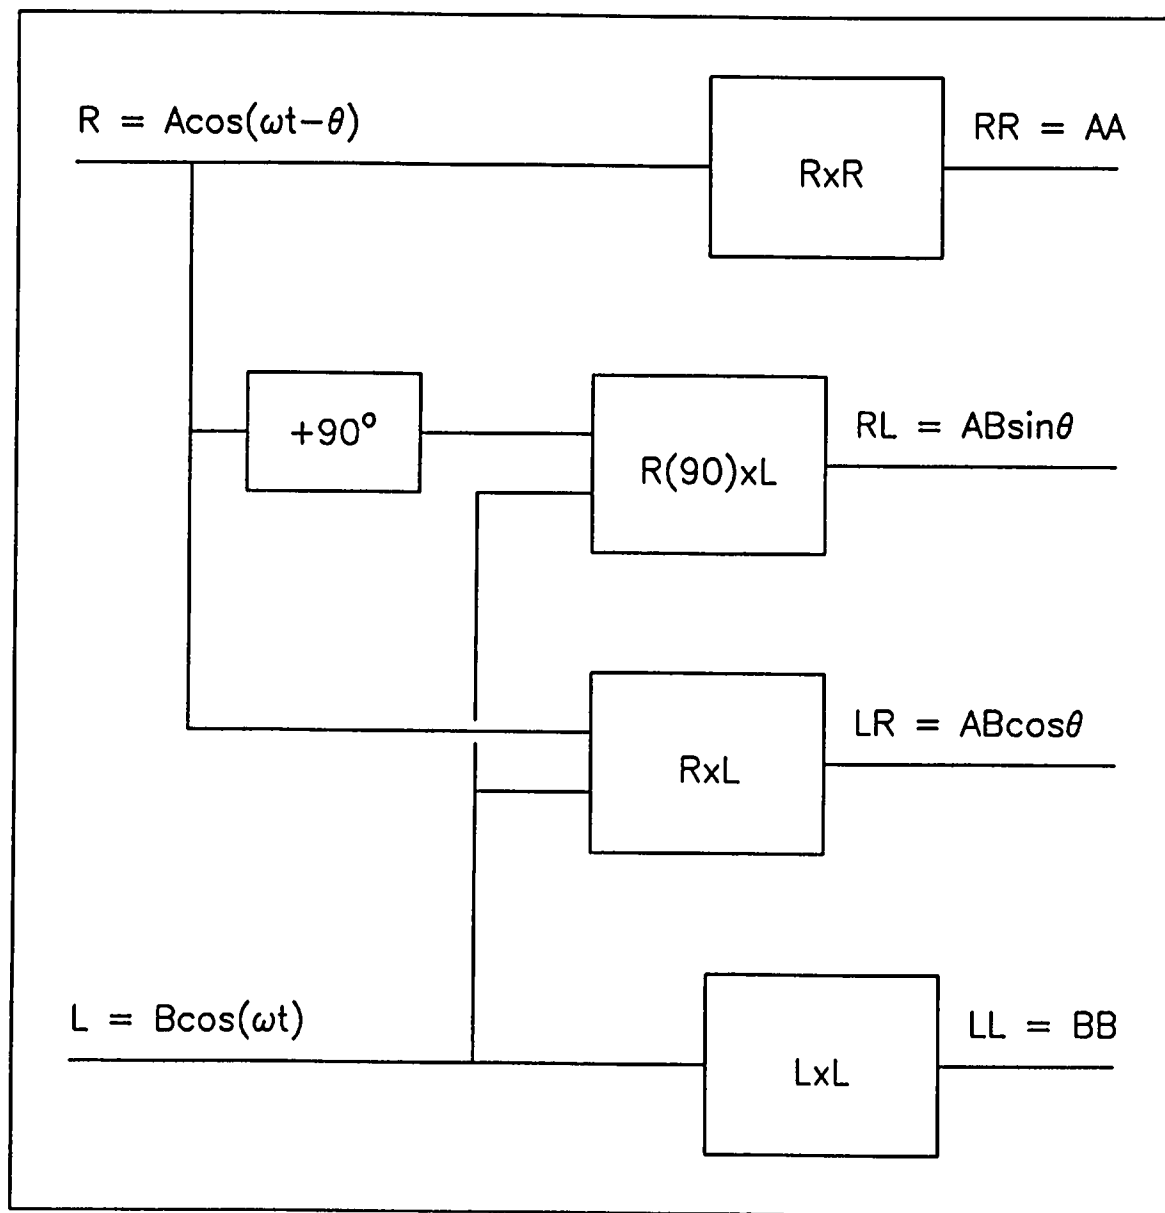 R = Acos(ωt−θ)
RxR
RR = AA
+90°
R(90)xL
RL = ABsinθ
RxL
LR = ABcosθ
L = Bcos(ωt)
LxL
LL = BB